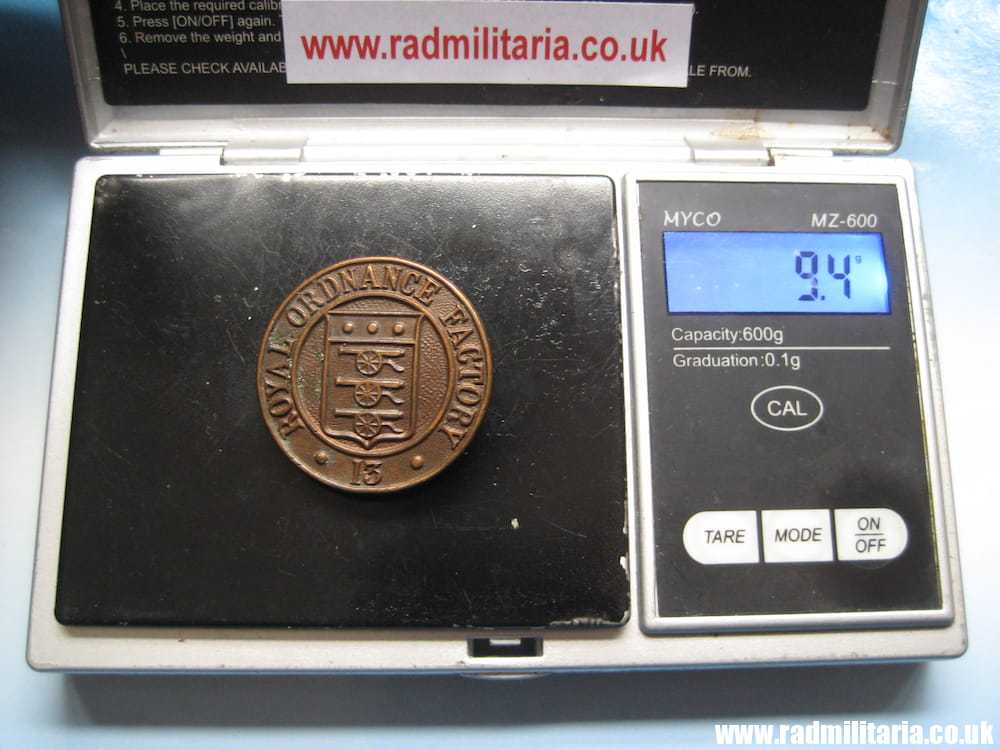 4. Place the required calibr
5. Press [ON/OFF] again.
6. Remove the weight and
\
PLEASE CHECK AVAILAB
LE FROM.
www.radmilitaria.co.uk
MYCO MZ-600
9.4 g
Capacity:600g
Graduation:0.1g
CAL
TARE MODE ON
OFF
ROYAL ORDNANCE FACTORY
• 13 •
www.radmilitaria.co.uk